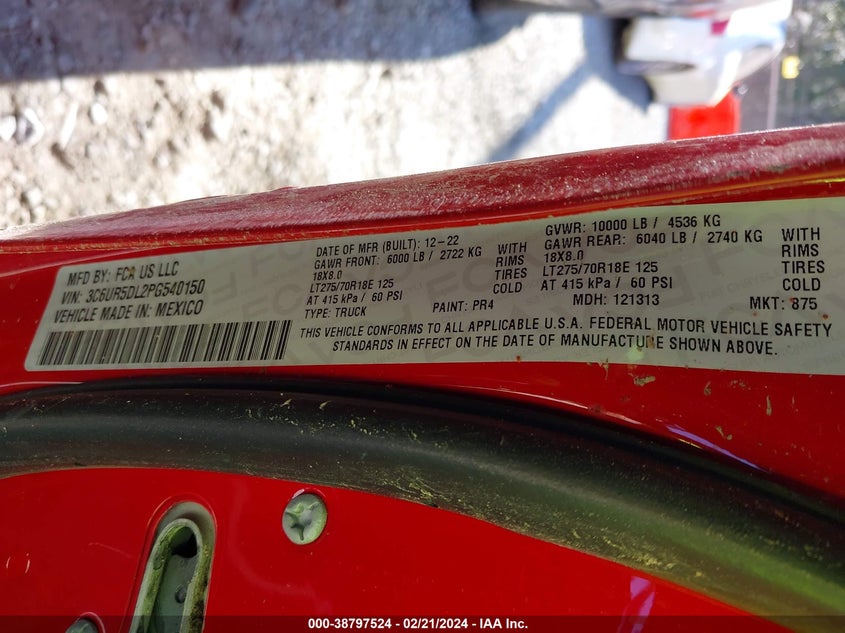 MFD BY: FCA US LLC
VIN: 3C6UR5DL2PG540150
VEHICLE MADE IN: MEXICO
DATE OF MFR (BUILT): 12-22
GAWR FRONT: 6000 LB / 2722 KG WITH
18X8.0 RIMS
LT275/70R18E 125 TIRES
AT 415 kPa / 60 PSI COLD
TYPE: TRUCK PAINT: PR4
GVWR: 10000 LB / 4536 KG
GAWR REAR: 6040 LB / 2740 KG WITH
18X8.0 RIMS
LT275/70R18E 125 TIRES
AT 415 kPa / 60 PSI COLD
MDH: 121313 MKT: 875
THIS VEHICLE CONFORMS TO ALL APPLICABLE U.S.A. FEDERAL MOTOR VEHICLE SAFETY
STANDARDS IN EFFECT ON THE DATE OF MANUFACTURE SHOWN ABOVE.
000-38797524 - 02/21/2024 - IAA Inc.